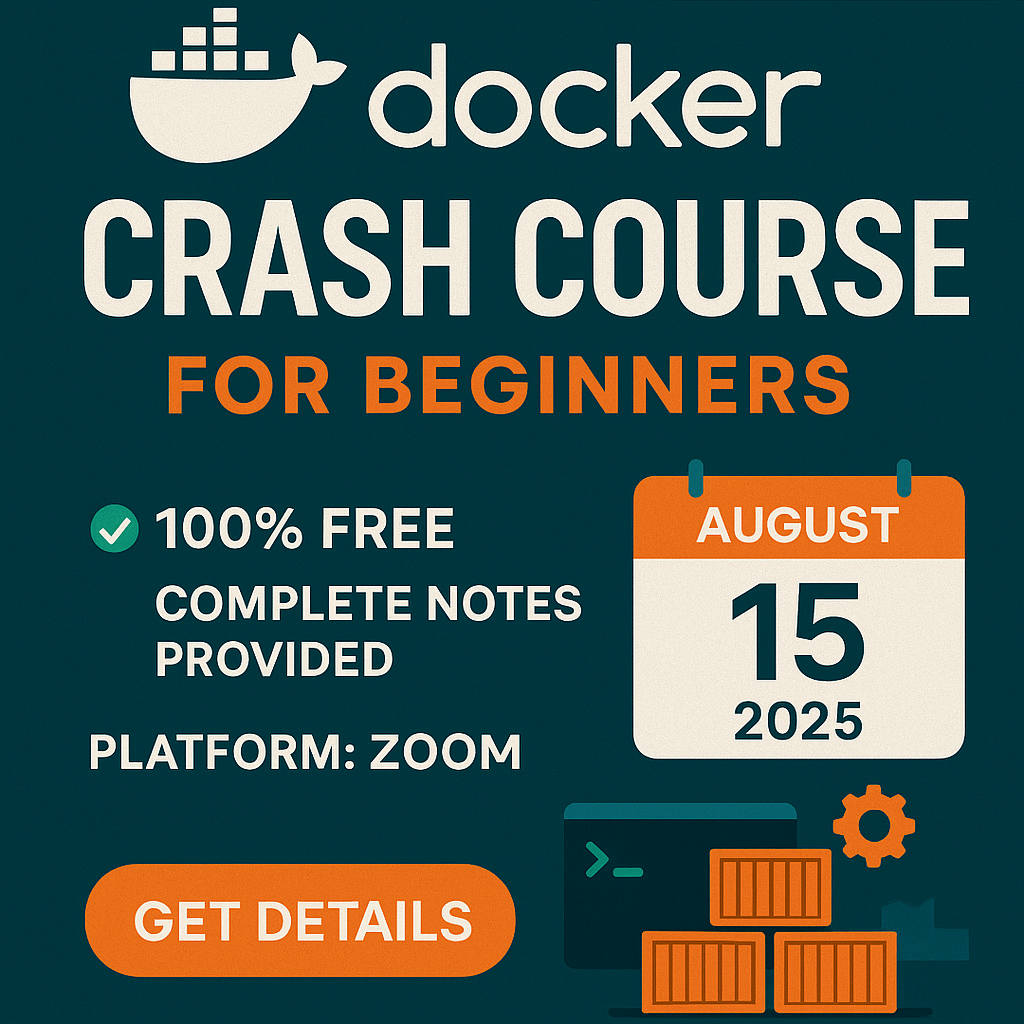 docker
CRASH COURSE
FOR BEGINNERS
100% FREE
COMPLETE NOTES
PROVIDED
PLATFORM: ZOOM
GET DETAILS
AUGUST
15
2025
>_